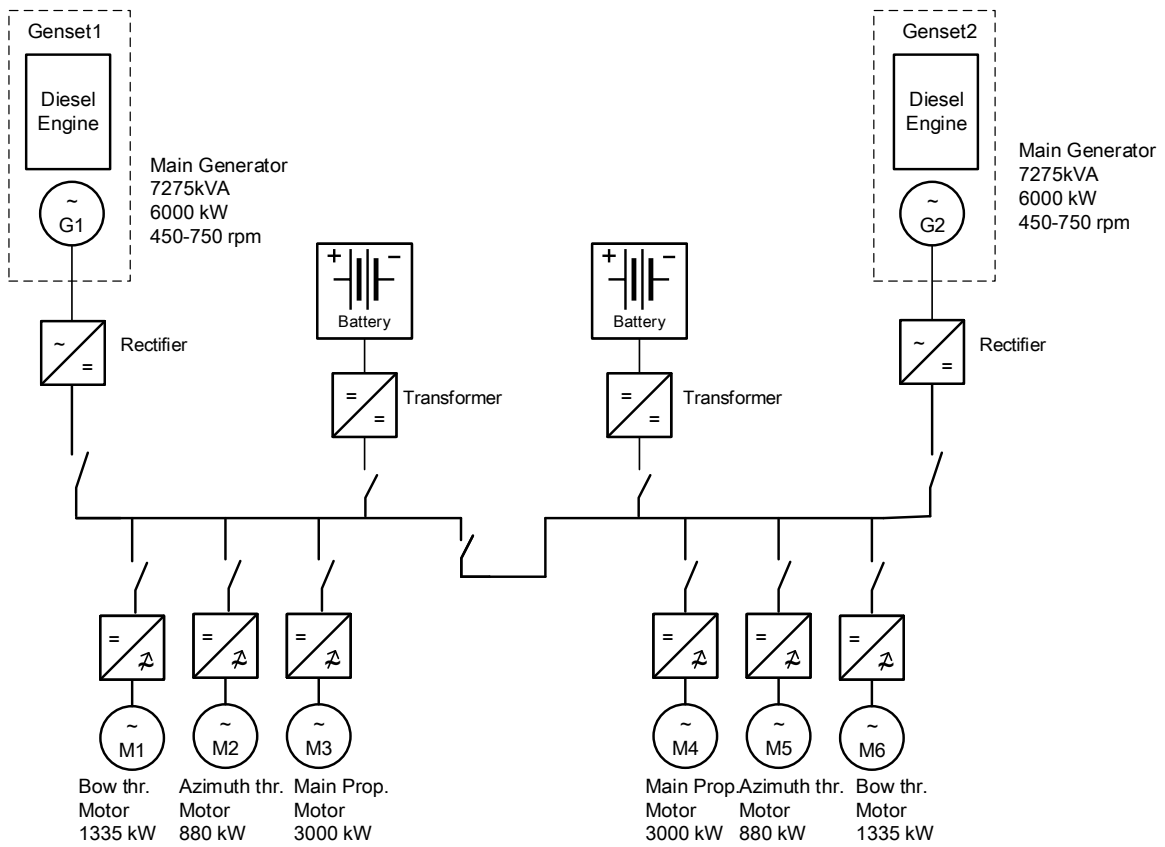 Genset1
Diesel
Engine
~
G1
Main Generator
7275kVA
6000 kW
450-750 rpm
Genset2
Diesel
Engine
~
G2
Main Generator
7275kVA
6000 kW
450-750 rpm
+ −
Battery
+ −
Battery
~
=
Rectifier
=
=
Transformer
=
=
Transformer
~
=
Rectifier
=
=
=
=
=
=
~
M1
~
M2
~
M3
~
M4
~
M5
~
M6
Bow thr.
Motor
1335 kW
Azimuth thr.
Motor
880 kW
Main Prop.
Motor
3000 kW
Main Prop.
Motor
3000 kW
Azimuth thr.
Motor
880 kW
Bow thr.
Motor
1335 kW